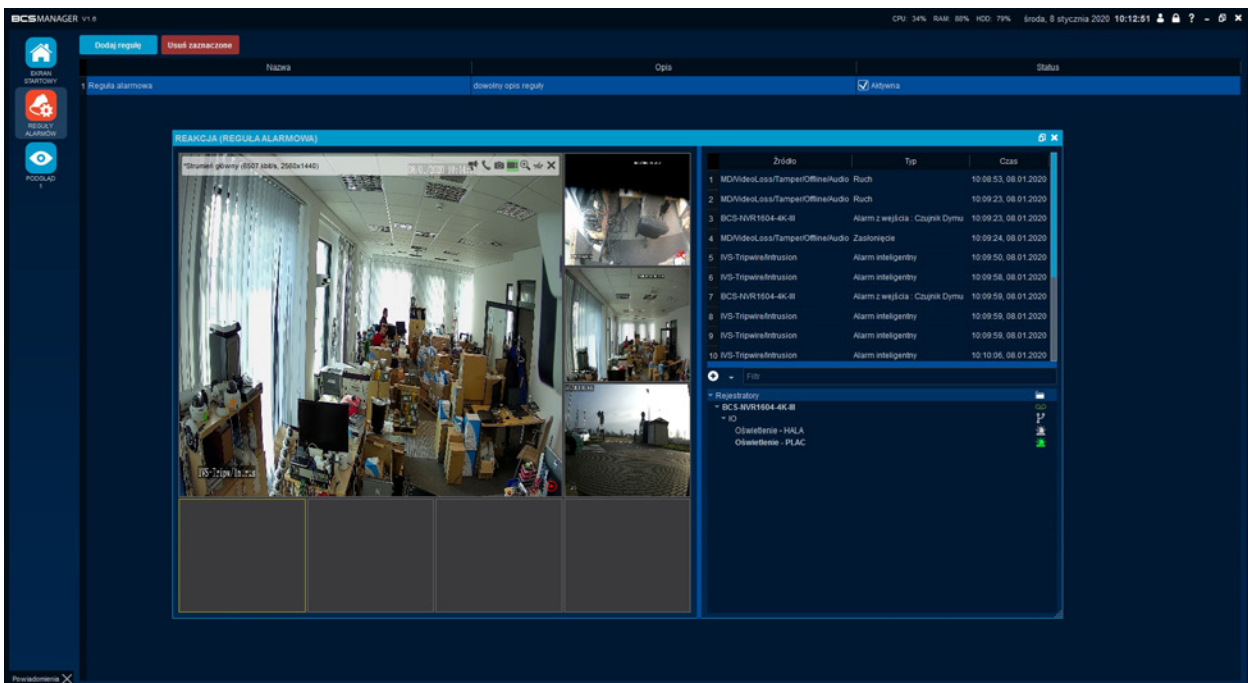 BCSMANAGER V1.6
CPU: 34% RAM: 88% HDD: 79% środa, 8 stycznia 2020 10:12:51 ? -
EKRAN
STARTOWY
REGUŁY
ALARMÓW
PODGLĄD
1
Dodaj regułę Usuń zaznaczone
Nazwa Opis Status
1 Reguła alarmowa dowolny opis reguły Aktywna
REAKCJA (REGUŁA ALARMOWA)
*Strumień główny (6507 kbit/s, 2560x1440)
IVS-Tripw/Intrus
Źródło Typ Czas
1 MD/VideoLoss/Tamper/Offline/Audio Ruch 10:08:53, 08.01.2020
2 MD/VideoLoss/Tamper/Offline/Audio Ruch 10:09:23, 08.01.2020
3 BCS-NVR1604-4K-III Alarm z wejścia : Czujnik Dymu 10:09:23, 08.01.2020
4 MD/VideoLoss/Tamper/Offline/Audio Zasłonięcie 10:09:24, 08.01.2020
5 IVS-Tripwire/Intrusion Alarm inteligentny 10:09:50, 08.01.2020
6 IVS-Tripwire/Intrusion Alarm inteligentny 10:09:58, 08.01.2020
7 BCS-NVR1604-4K-III Alarm z wejścia : Czujnik Dymu 10:09:59, 08.01.2020
8 IVS-Tripwire/Intrusion Alarm inteligentny 10:09:59, 08.01.2020
9 IVS-Tripwire/Intrusion Alarm inteligentny 10:09:59, 08.01.2020
10 IVS-Tripwire/Intrusion Alarm inteligentny 10:10:06, 08.01.2020
Filtr
Rejestratory
BCS-NVR1604-4K-III
IO
Oświetlenie - HALA
Oświetlenie - PLAC
Powiadomienia